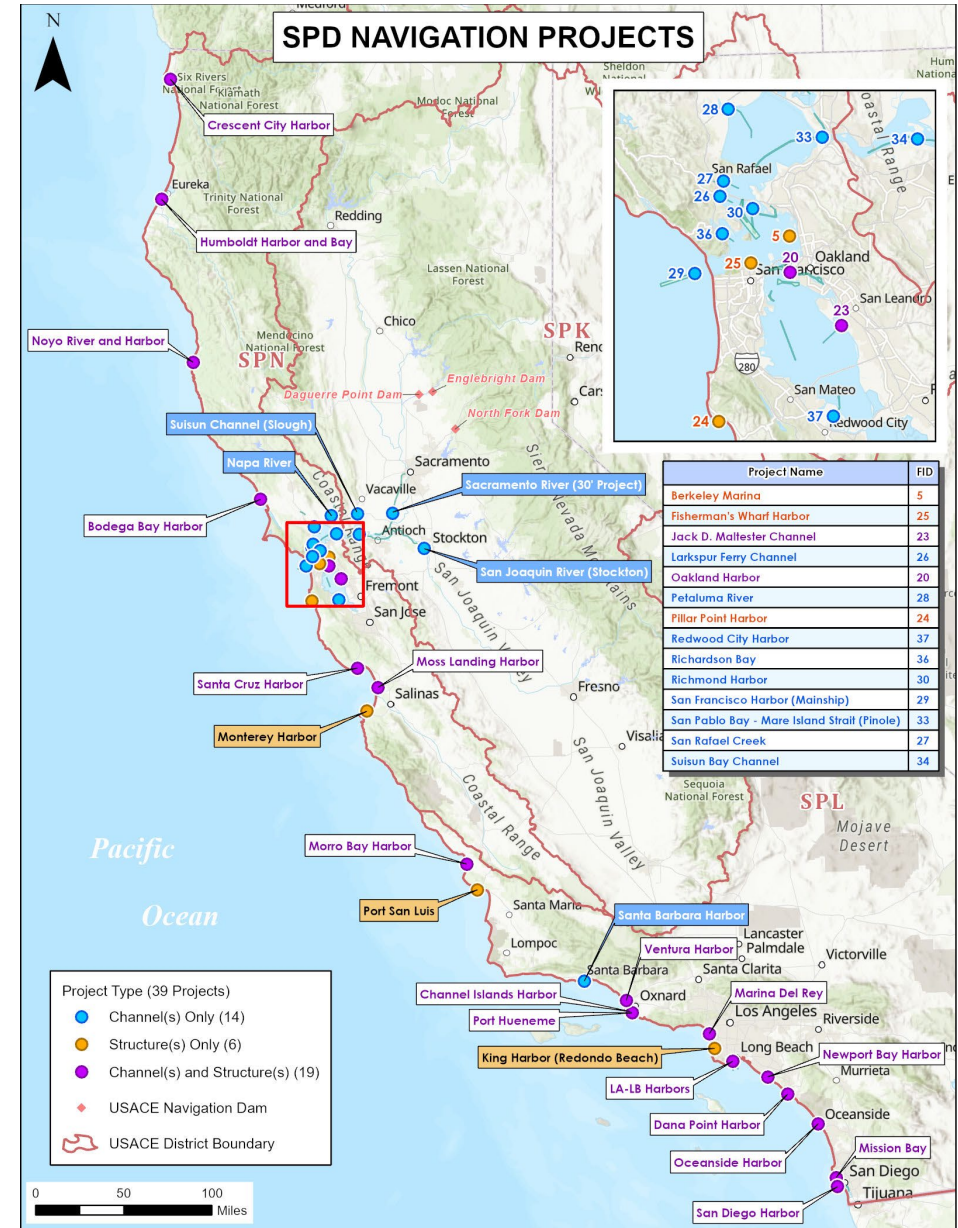 Medford
N
SPD NAVIGATION PROJECTS
Six Rivers
National Forest
Klamath
National Forest
Modoc National
Forest
Sheldon
National
Hum
Nationa
Crescent City Harbor
Eureka
Trinity National
Forest
Redding
Humboldt Harbor and Bay
Lassen National
Forest
Chico
Mendocino
National Forest
Noyo River and Harbor
SPN
SPK
Reno
Englebright Dam
Daguerre Point Dam
Cars
North Fork Dam
Suisun Channel (Slough)
Sacramento
Napa River
Sacramento River (30' Project)
Vacaville
Coastal Range
Sierra Nevada Mountains
Bodega Bay Harbor
Antioch
Stockton
San Joaquin River (Stockton)
Fremont
San Jose
San Joaquin Valley
Moss Landing Harbor
Santa Cruz Harbor
Salinas
Fresno
Monterey Harbor
Visalia
San Joaquin Valley
Coastal Range
Sequoia
National Forest
SPL
Mojave
Desert
Pacific
Ocean
Morro Bay Harbor
Port San Luis
Santa Maria
Santa Barbara Harbor
Lompoc
Lancaster
Palmdale
Ventura Harbor
Victorville
Santa Barbara
Santa Clarita
Channel Islands Harbor
Oxnard
Marina Del Rey
Port Hueneme
Los Angeles
Riverside
King Harbor (Redondo Beach)
Long Beach
Newport Bay Harbor
LA-LB Harbors
Murrieta
Dana Point Harbor
Oceanside
Oceanside Harbor
Mission Bay
San Diego
San Diego Harbor
Tijuana
28
33
34
Coastal Range
San Rafael
27
26
30
36
5
Oakland
20
25
San Francisco
29
San Leandro
23
280
San Mateo
24
37
Redwood City
Project Name FID
Berkeley Marina 5
Fisherman's Wharf Harbor 25
Jack D. Maltester Channel 23
Larkspur Ferry Channel 26
Oakland Harbor 20
Petaluma River 28
Pillar Point Harbor 24
Redwood City Harbor 37
Richardson Bay 36
Richmond Harbor 30
San Francisco Harbor (Mainship) 29
San Pablo Bay - Mare Island Strait (Pinole) 33
San Rafael Creek 27
Suisun Bay Channel 34
Project Type (39 Projects)
Channel(s) Only (14)
Structure(s) Only (6)
Channel(s) and Structure(s) (19)
USACE Navigation Dam
USACE District Boundary
0 50 100
Miles